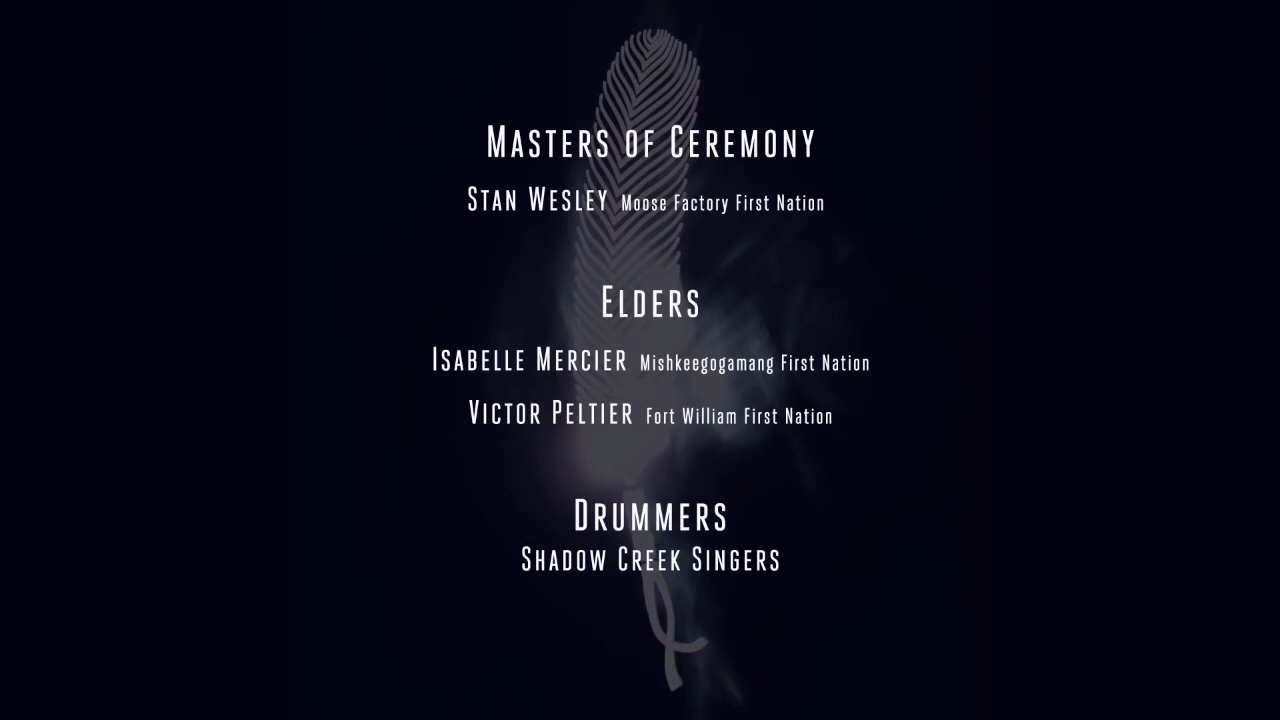 Masters of Ceremony
Stan Wesley Moose Factory First Nation
Elders
Isabelle Mercier Mishkeegogamang First Nation
Victor Peltier Fort William First Nation
Drummers
Shadow Creek Singers